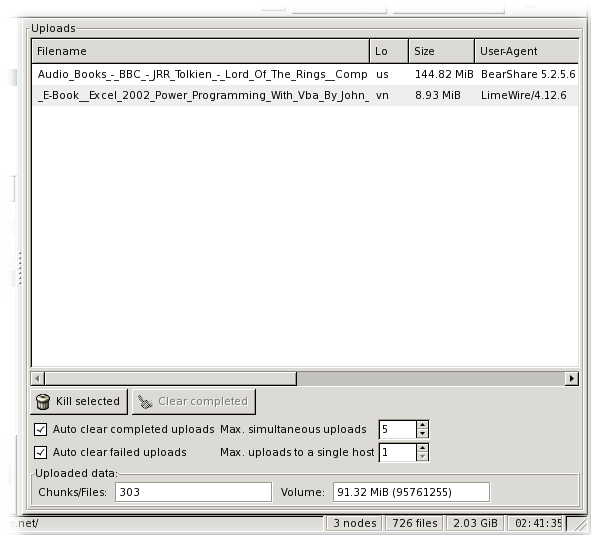 Uploads
Filename Lo Size User-Agent
Audio_Books_-_BBC_-_JRR_Tolkien_-_Lord_Of_The_Rings__Comp us 144.82 MiB BearShare 5.2.5.6
_E-Book__Excel_2002_Power_Programming_With_Vba_By_John_ vn 8.93 MiB LimeWire/4.12.6
Kill selected Clear completed
Auto clear completed uploads Max. simultaneous uploads 5
Auto clear failed uploads Max. uploads to a single host 1
Uploaded data:
Chunks/Files: 303 Volume: 91.32 MiB (95761255)
.net/ 3 nodes 726 files 2.03 GiB 02:41:35